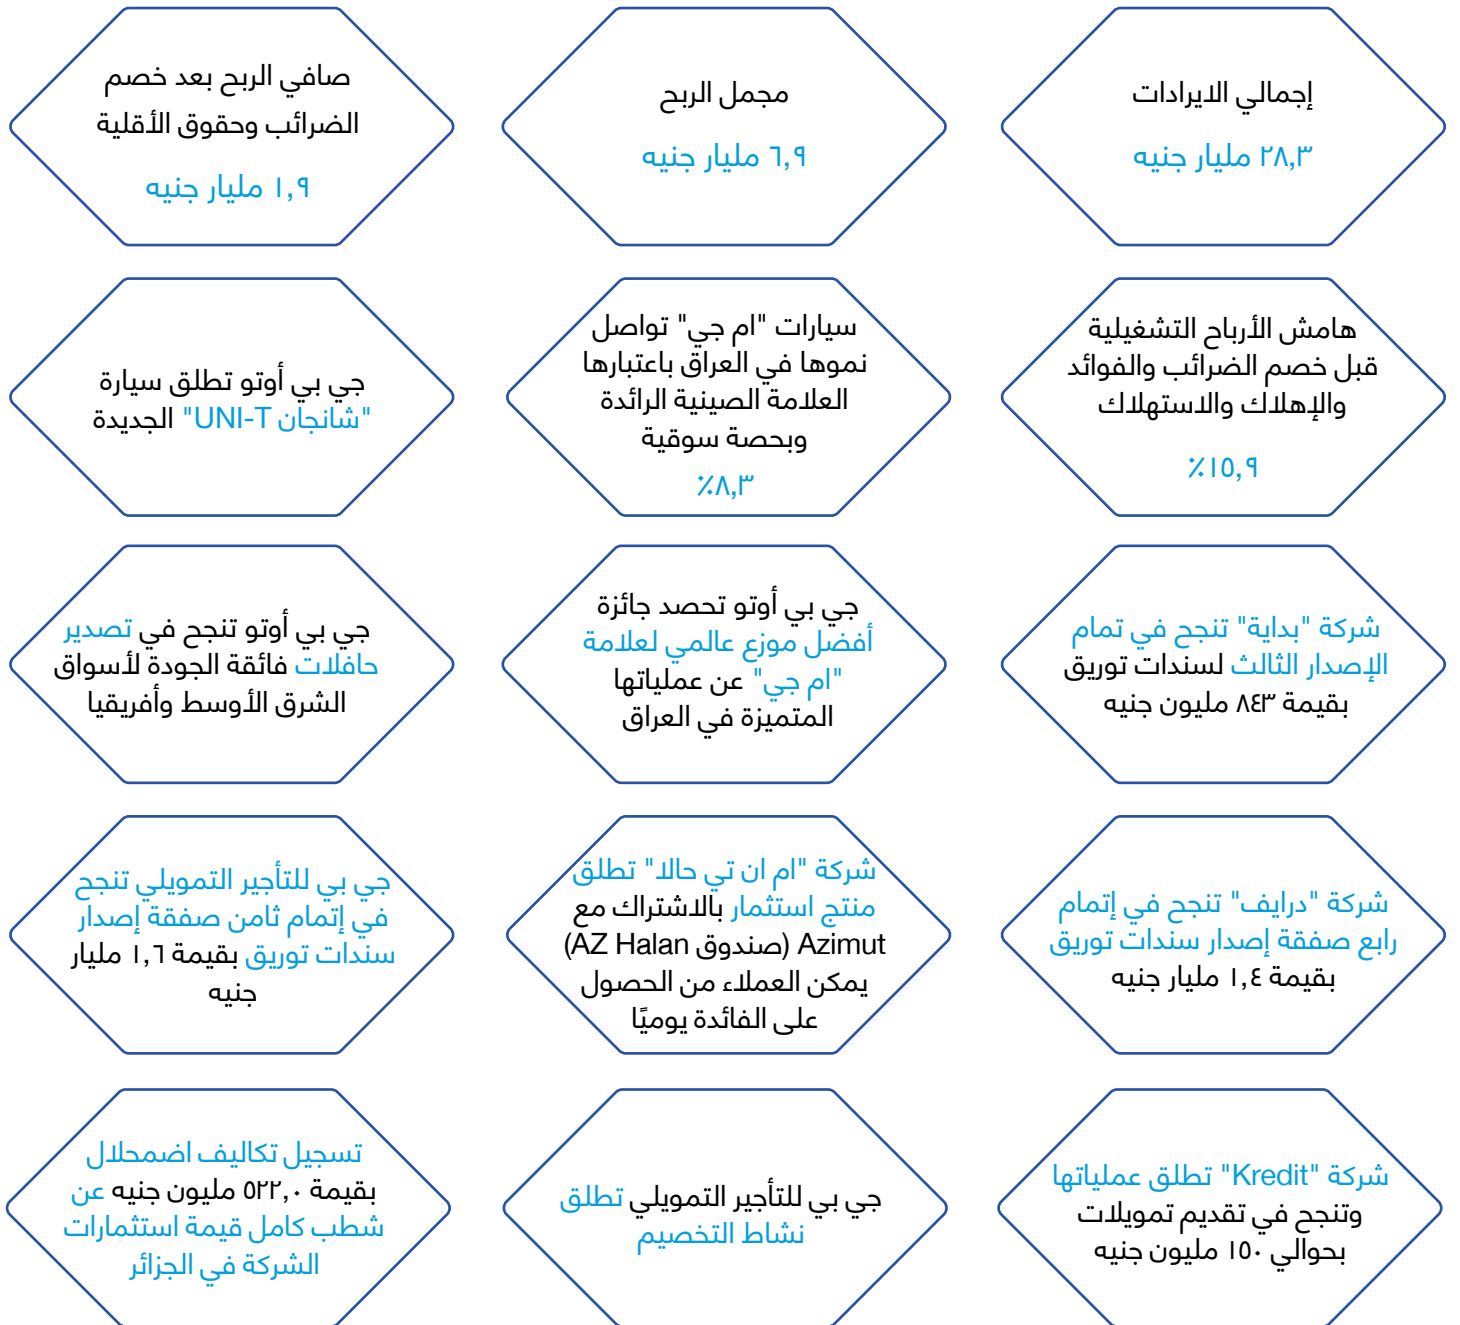 إجمالي الايرادات
٢٨,٣ مليار جنيه
مجمل الربح
٦,٩ مليار جنيه
صافي الربح بعد خصم
الضرائب وحقوق الأقلية
١,٩ مليار جنيه
هامش الأرباح التشغيلية
قبل خصم الضرائب والفوائد
والإهلاك والاستهلاك
١٥,٩٪
سيارات "ام جي" تواصل
نموها في العراق باعتبارها
العلامة الصينية الرائدة
وبحصة سوقية
٨,٣٪
جي بي أوتو تطلق سيارة
"شانجان UNI-T" الجديدة
شركة "بداية" تنجح في تمام
الإصدار الثالث لسندات توريق
بقيمة ٨٤٣ مليون جنيه
جي بي أوتو تحصد جائزة
أفضل موزع عالمي لعلامة
"ام جي" عن عملياتها
المتميزة في العراق
جي بي أوتو تنجح في تصدير
حافلات فائقة الجودة لأسواق
الشرق الأوسط وأفريقيا
شركة "درايف" تنجح في إتمام
رابع صفقة إصدار سندات توريق
بقيمة ١,٤ مليار جنيه
شركة "ام ان تي حالا" تطلق
منتج استثمار بالاشتراك مع
Azimut (صندوق AZ Halan)
يمكن العملاء من الحصول
على الفائدة يوميًا
جي بي للتأجير التمويلي تنجح
في إتمام ثامن صفقة إصدار
سندات توريق بقيمة ١,٦ مليار
جنيه
شركة "Kredit" تطلق عملياتها
وتنجح في تقديم تمويلات
بحوالي ١٥٠ مليون جنيه
جي بي للتأجير التمويلي تطلق
نشاط التخصيم
تسجيل تكاليف اضمحلال
بقيمة ٥٢٢,٠ مليون جنيه عن
شطب كامل قيمة استثمارات
الشركة في الجزائر